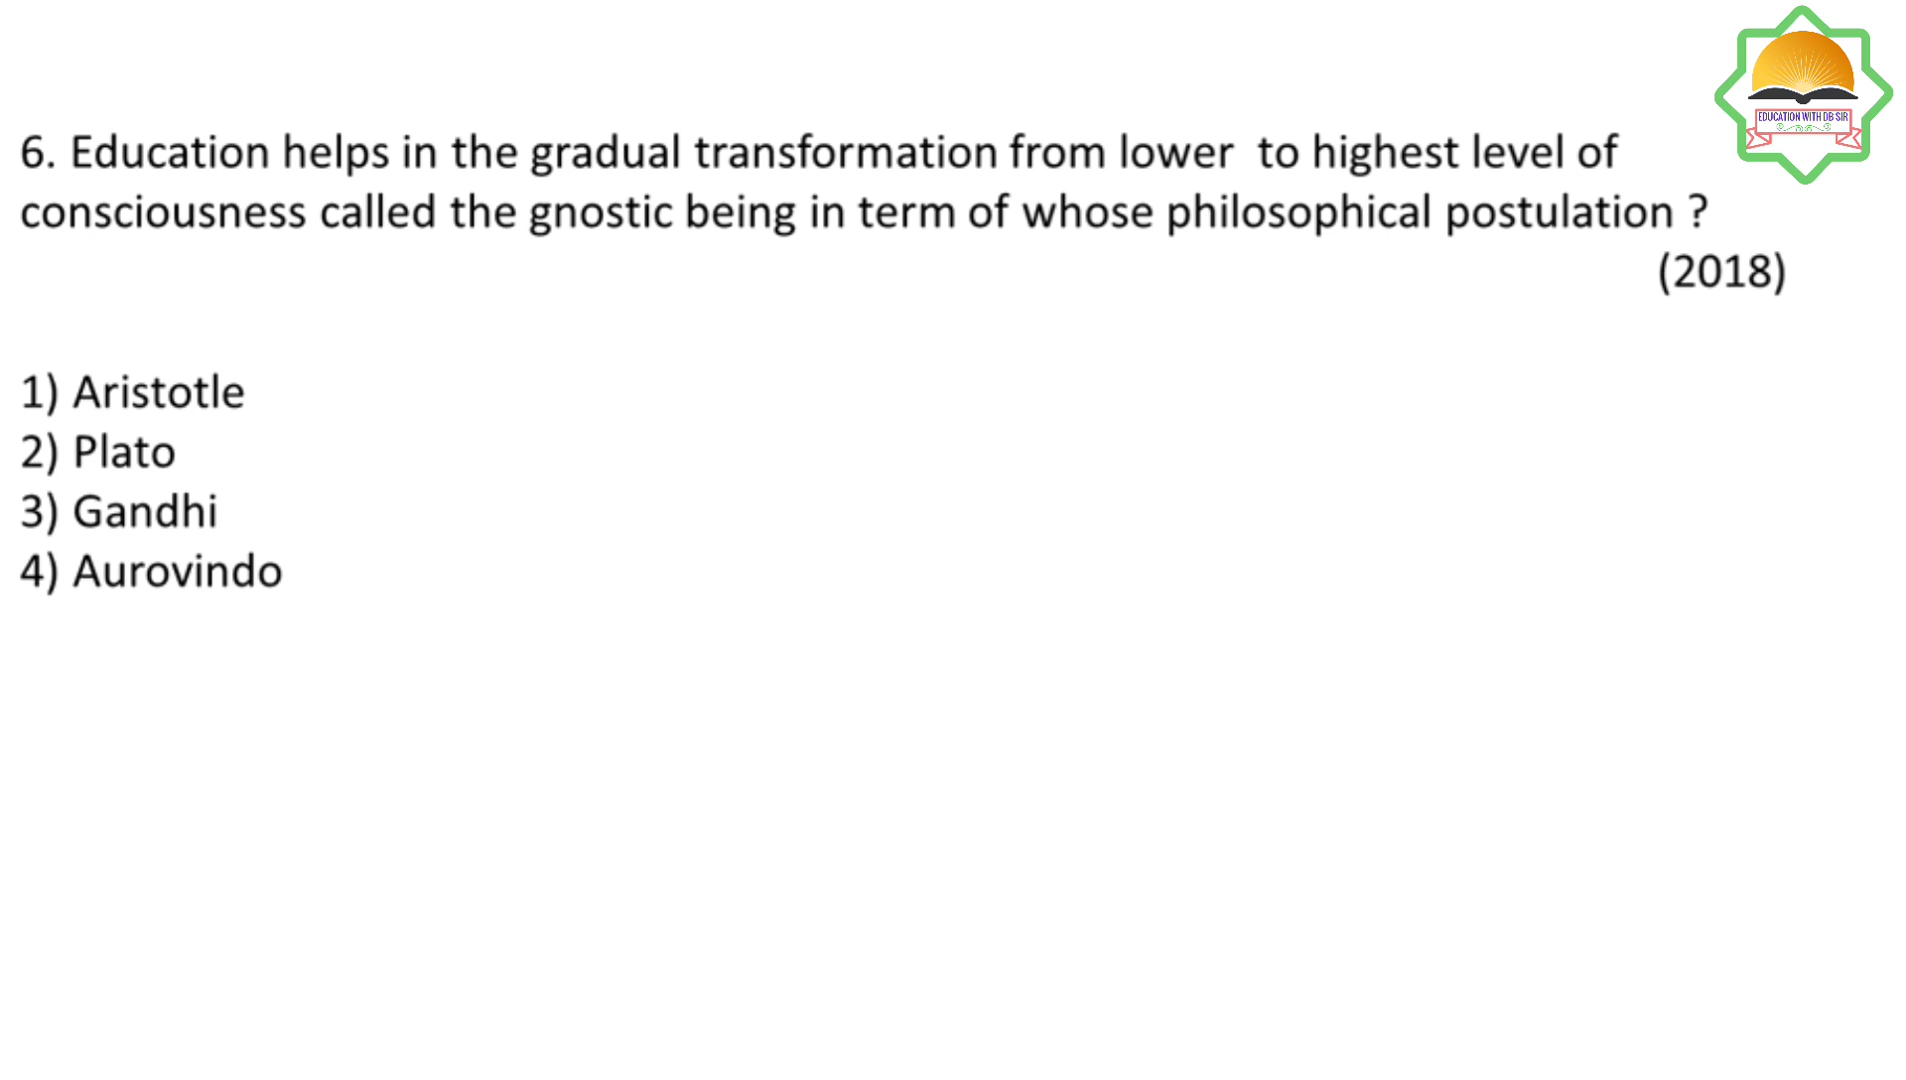 EDUCATION WITH DB SIR
6. Education helps in the gradual transformation from lower to highest level of
consciousness called the gnostic being in term of whose philosophical postulation ?
(2018)
1) Aristotle
2) Plato
3) Gandhi
4) Aurovindo